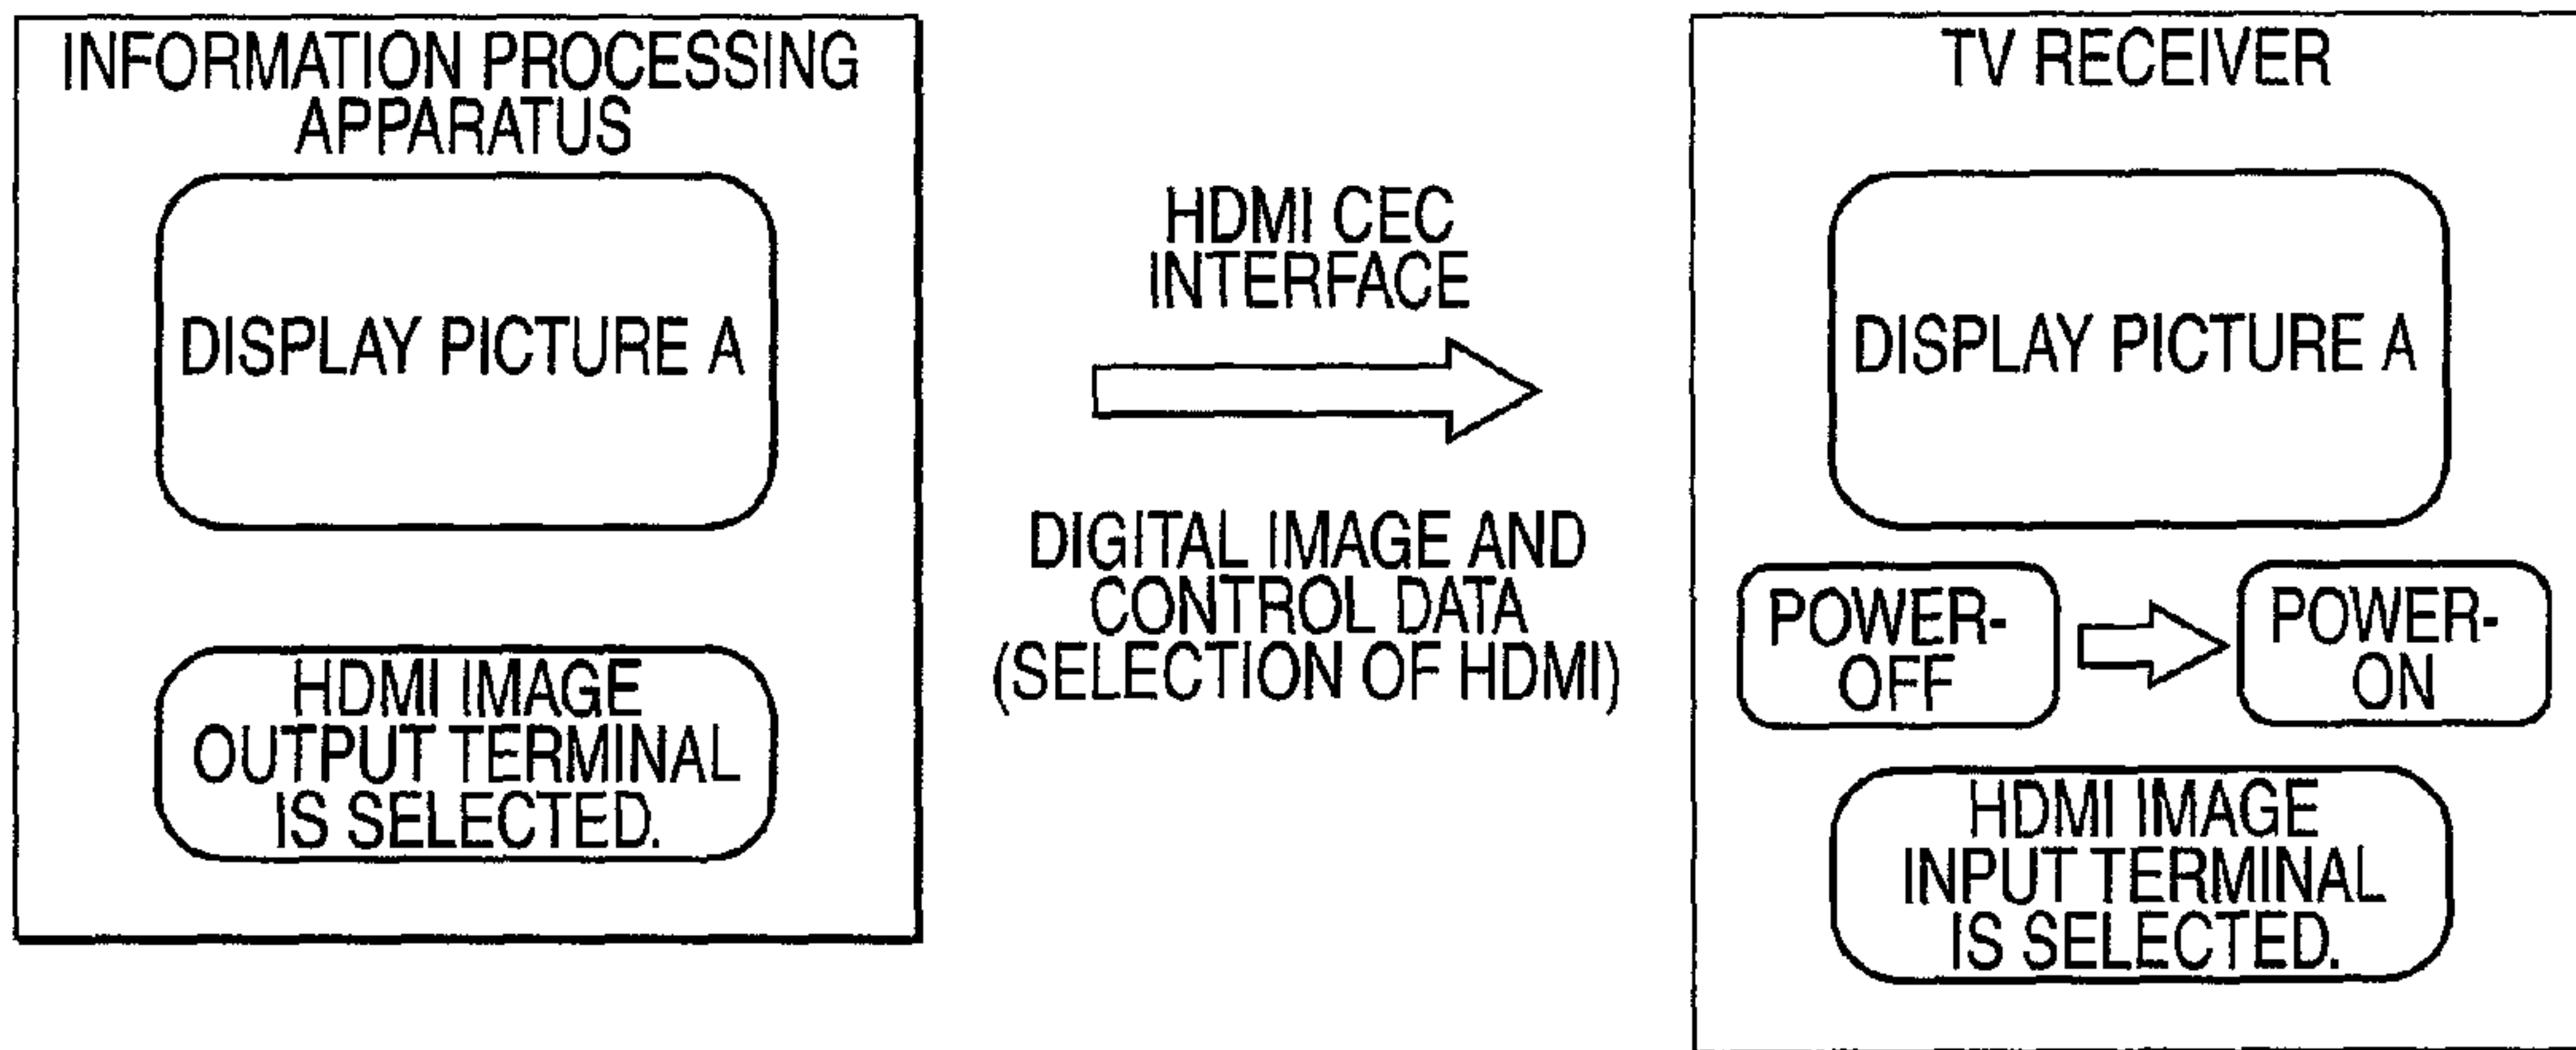 INFORMATION PROCESSING
APPARATUS
DISPLAY PICTURE A
HDMI IMAGE
OUTPUT TERMINAL
IS SELECTED.
HDMI CEC
INTERFACE
DIGITAL IMAGE AND
CONTROL DATA
(SELECTION OF HDMI)
TV RECEIVER
DISPLAY PICTURE A
POWER-
OFF
POWER-
ON
HDMI IMAGE
INPUT TERMINAL
IS SELECTED.